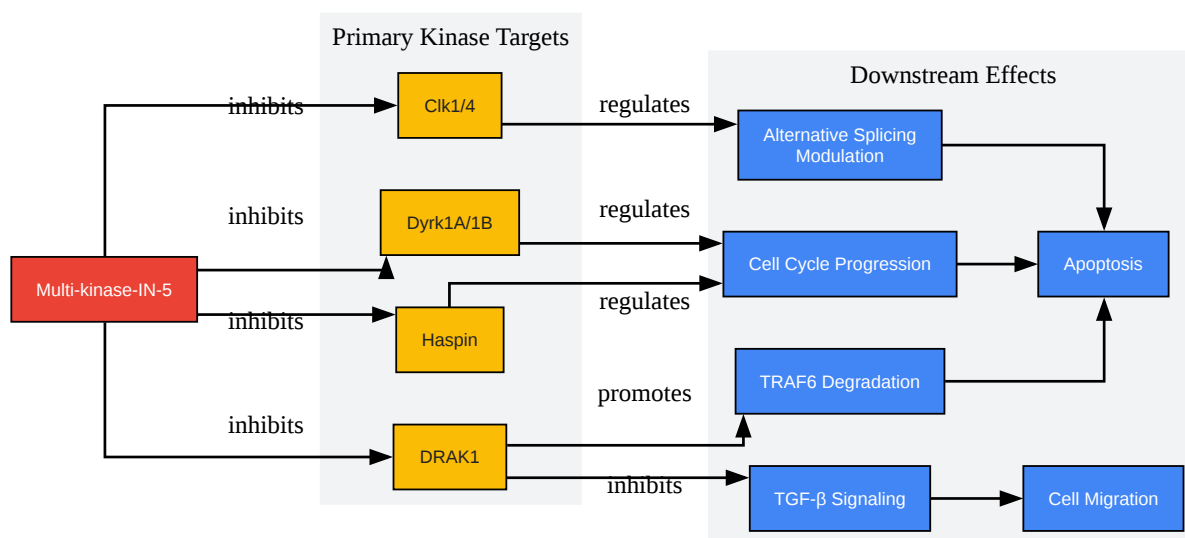 Primary Kinase Targets
Downstream Effects
inhibits
Clk1/4
regulates
Alternative Splicing
Modulation
inhibits
Dyrk1A/1B
regulates
Multi-kinase-IN-5
Cell Cycle Progression
Apoptosis
inhibits
Haspin
regulates
promotes
TRAF6 Degradation
inhibits
DRAK1
inhibits
TGF-β Signaling
Cell Migration